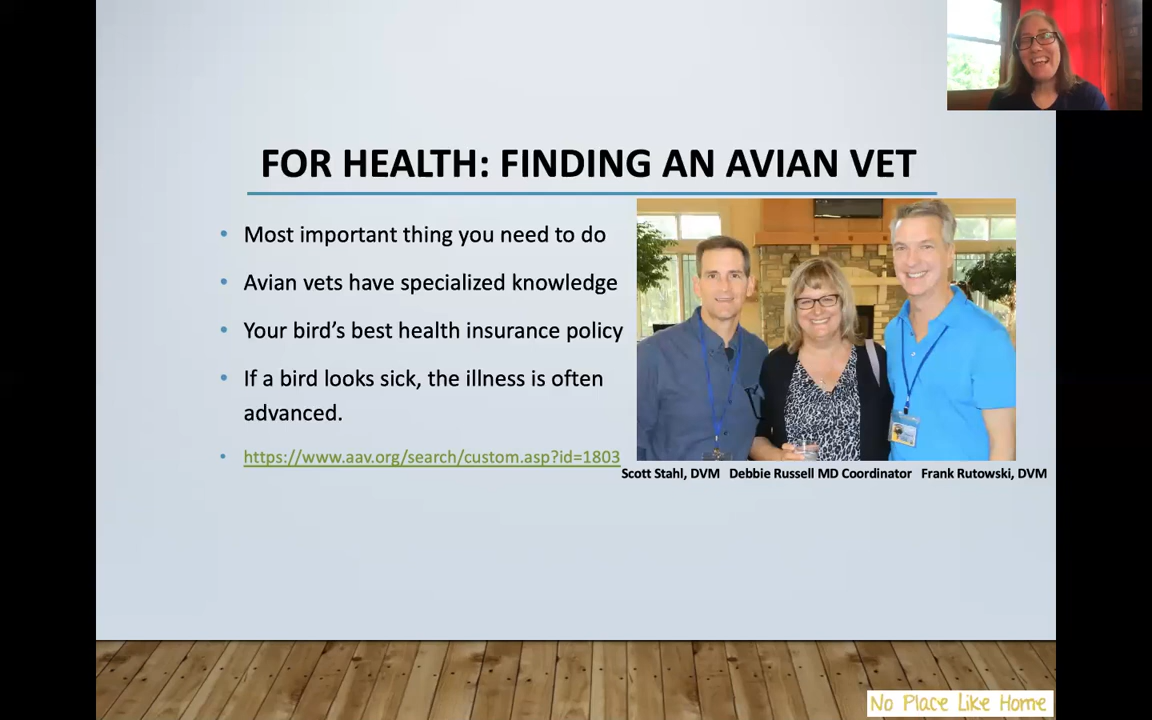 FOR HEALTH: FINDING AN AVIAN VET
• Most important thing you need to do
• Avian vets have specialized knowledge
• Your bird's best health insurance policy
• If a bird looks sick, the illness is often
advanced.
• https://www.aav.org/search/custom.asp?id=1803
Scott Stahl, DVM Debbie Russell MD Coordinator Frank Rutowski, DVM
No Place Like Home